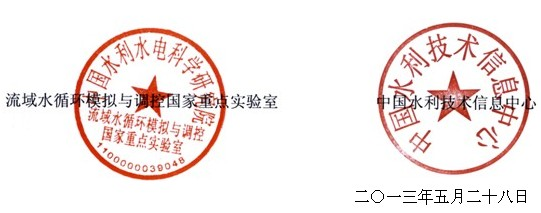 中国水利水电科学研究院
流域水循环模拟与调控国家重点实验室
流域水循环模拟与调控
国家重点实验室
1100000039048
中国水利技术信息中心
中国水利技术信息中心
二〇一三年五月二十八日